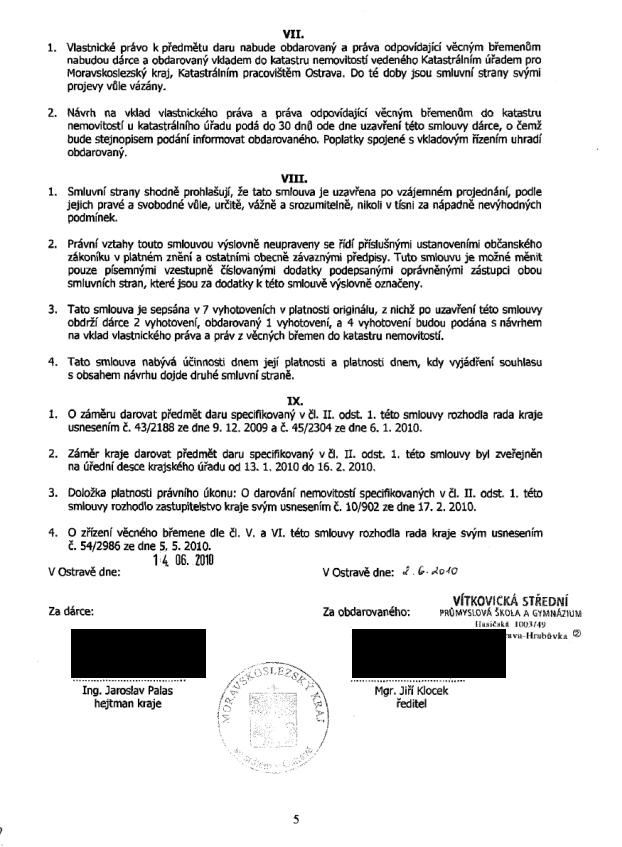 VII.
1. Vlastnické právo k předmětu daru nabude obdarovaný a práva odpovídající věcným břemenům
nabudou dárce a obdarovaný vkladem do katastru nemovitostí vedeného Katastrálním úřadem pro
Moravskoslezský kraj, Katastrálním pracovištěm Ostrava. Do té doby jsou smluvní strany svými
projevy vůle vázány.
2. Návrh na vklad vlastnického práva a práva odpovídající věcným břemenům do katastru
nemovitostí u katastrálního úřadu podá do 30 dnů ode dne uzavření této smlouvy dárce, o čemž
bude stejnopisem podání informovat obdarovaného. Poplatky spojené s vkladovým řízením uhradí
obdarovaný.
VIII.
1. Smluvní strany shodně prohlašují, že tato smlouva je uzavřena po vzájemném projednání, podle
jejich pravé a svobodné vůle, určitě, vážně a srozumitelně, nikoli v tísni za nápadně nevýhodných
podmínek.
2. Právní vztahy touto smlouvou výslovně neupraveny se řídí příslušnými ustanoveními občanského
zákoníku v platném znění a ostatními obecně závaznými předpisy. Tuto smlouvu je možné měnit
pouze písemnými vzestupně číslovanými dodatky podepsanými oprávněnými zástupci obou
smluvních stran, které jsou za dodatky k této smlouvě výslovně označeny.
3. Tato smlouva je sepsána v 7 vyhotoveních v platnosti originálu, z nichž po uzavření této smlouvy
obdrží dárce 2 vyhotovení, obdarovaný 1 vyhotovení, a 4 vyhotovení budou podána s návrhem
na vklad vlastnického práva a práv z věcných břemen do katastru nemovitostí.
4. Tato smlouva nabývá účinnosti dnem její platnosti a platnosti dnem, kdy vyjádření souhlasu
s obsahem návrhu dojde druhé smluvní straně.
IX.
1. O záměru darovat předmět daru specifikovaný v čl. II. odst. 1. této smlouvy rozhodla rada kraje
usnesením č. 43/2188 ze dne 9. 12. 2009 a č. 45/2304 ze dne 6. 1. 2010.
2. Záměr kraje darovat předmět daru specifikovaný v čl. II. odst. 1. této smlouvy byl zveřejněn
na úřední desce krajského úřadu od 13. 1. 2010 do 16. 2. 2010.
3. Doložka platnosti právního úkonu: O darování nemovitostí specifikovaných v čl. II. odst. 1. této
smlouvy rozhodlo zastupitelstvo kraje svým usnesením č. 10/902 ze dne 17. 2. 2010.
4. O zřízení věcného břemene dle čl. V. a VI. této smlouvy rozhodla rada kraje svým usnesením
č. 54/2986 ze dne 5. 5. 2010.
14. 06. 2010
V Ostravě dne: V Ostravě dne: 2.6.2010
VÍTKOVICKÁ STŘEDNÍ
Za dárce: Za obdarovaného: PRŮMYSLOVÁ ŠKOLA A GYMNÁZIUM
Hasičská 1003/49
rava-Hrabůvka ②
MORAVSKOSLEZSKÝ KRAJ
Ing. Jaroslav Palas Mgr. Jiří Klocek
hejtman kraje ředitel
5